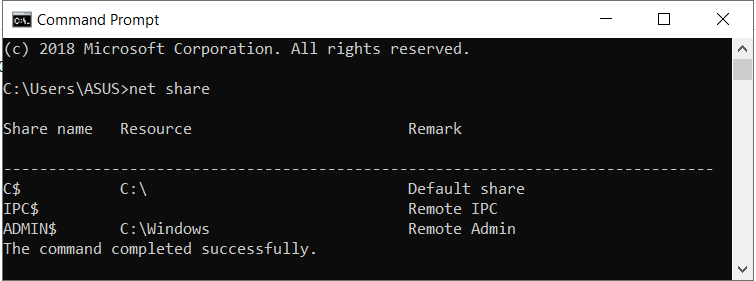 Command Prompt
(c) 2018 Microsoft Corporation. All rights reserved.
C:\Users\ASUS>net share
Share name   Resource                        Remark
-------------------------------------------------------------------------------
C$           C:\                             Default share
IPC$                                         Remote IPC
ADMIN$       C:\Windows                      Remote Admin
The command completed successfully.